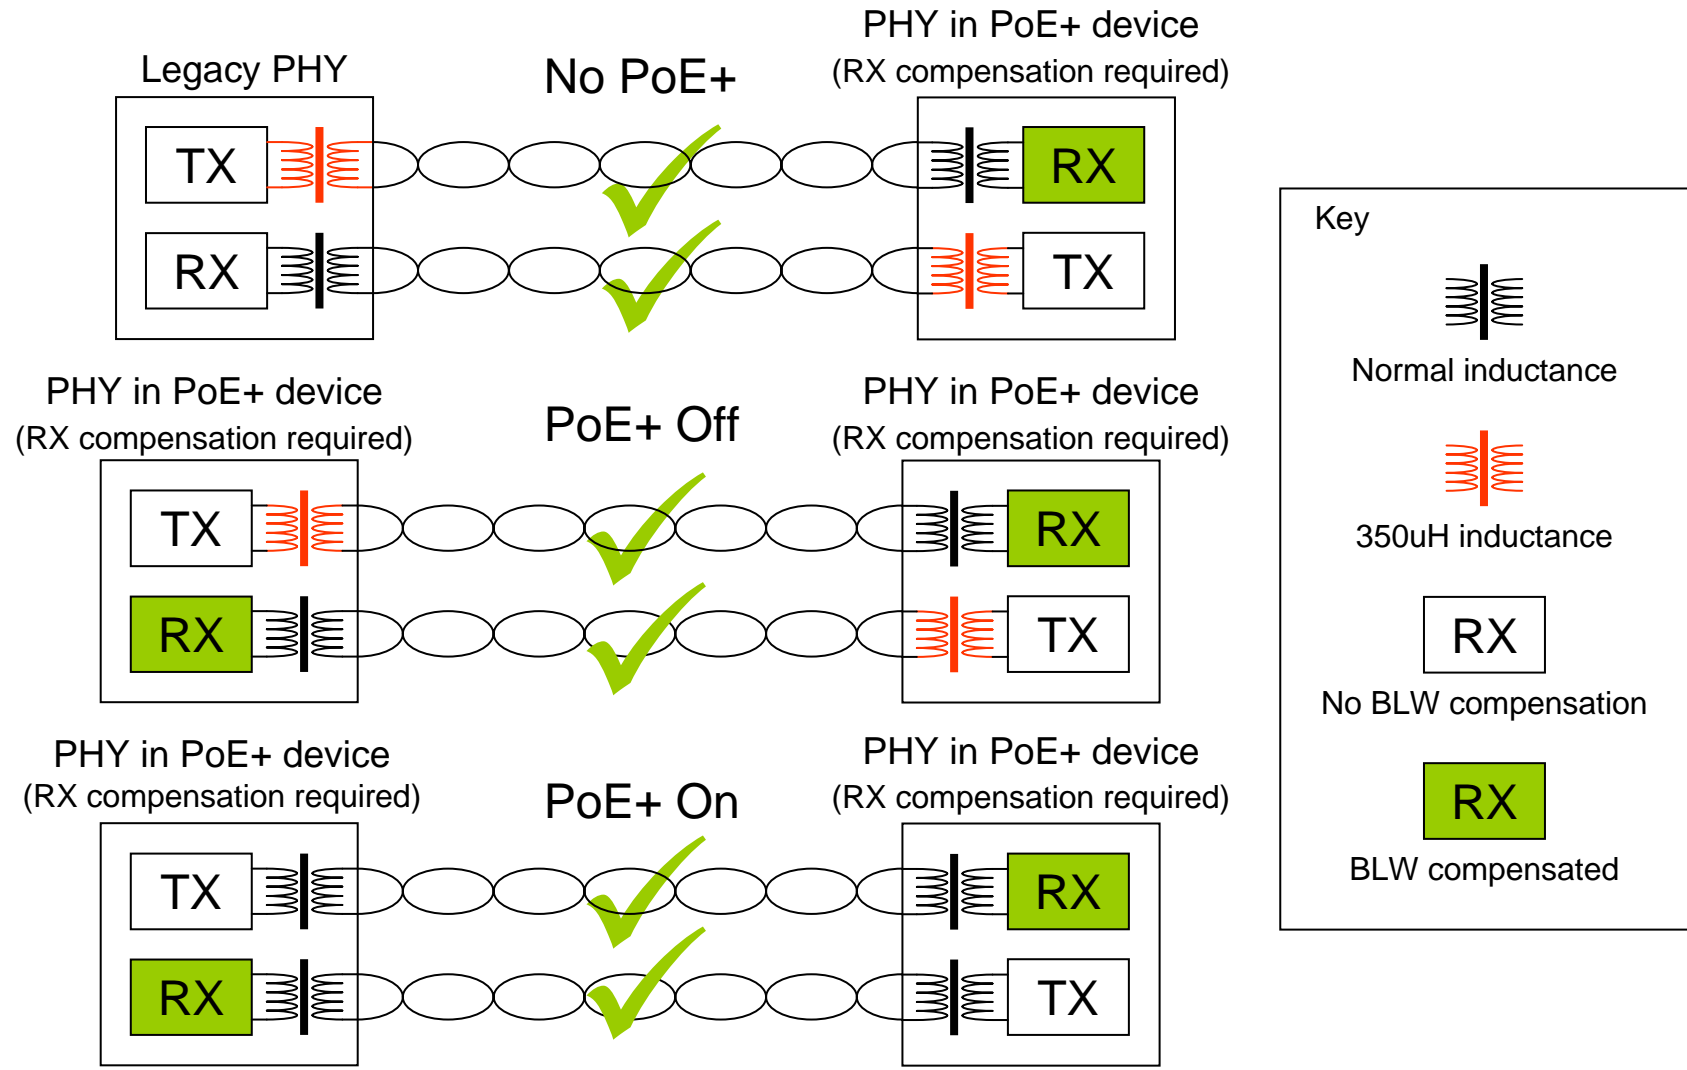 Legacy PHY
No PoE+
PHY in PoE+ device
(RX compensation required)
TX
RX
RX
TX
PHY in PoE+ device
(RX compensation required)
PoE+ Off
PHY in PoE+ device
(RX compensation required)
TX
RX
RX
TX
PHY in PoE+ device
(RX compensation required)
PoE+ On
PHY in PoE+ device
(RX compensation required)
TX
RX
RX
TX
Key
Normal inductance
350uH inductance
RX
No BLW compensation
RX
BLW compensated